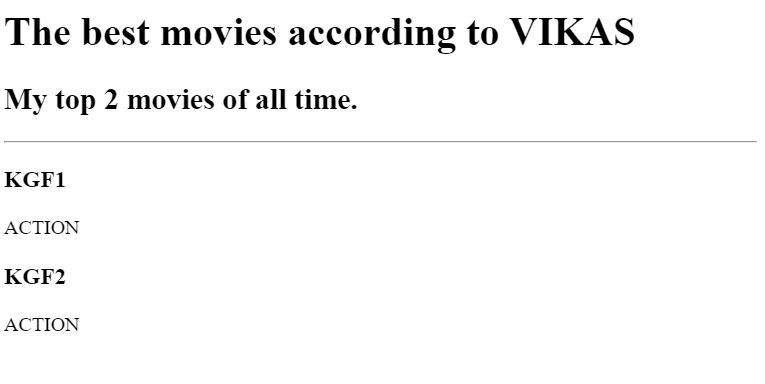 The best movies according to VIKAS
My top 2 movies of all time.
KGF1
ACTION
KGF2
ACTION